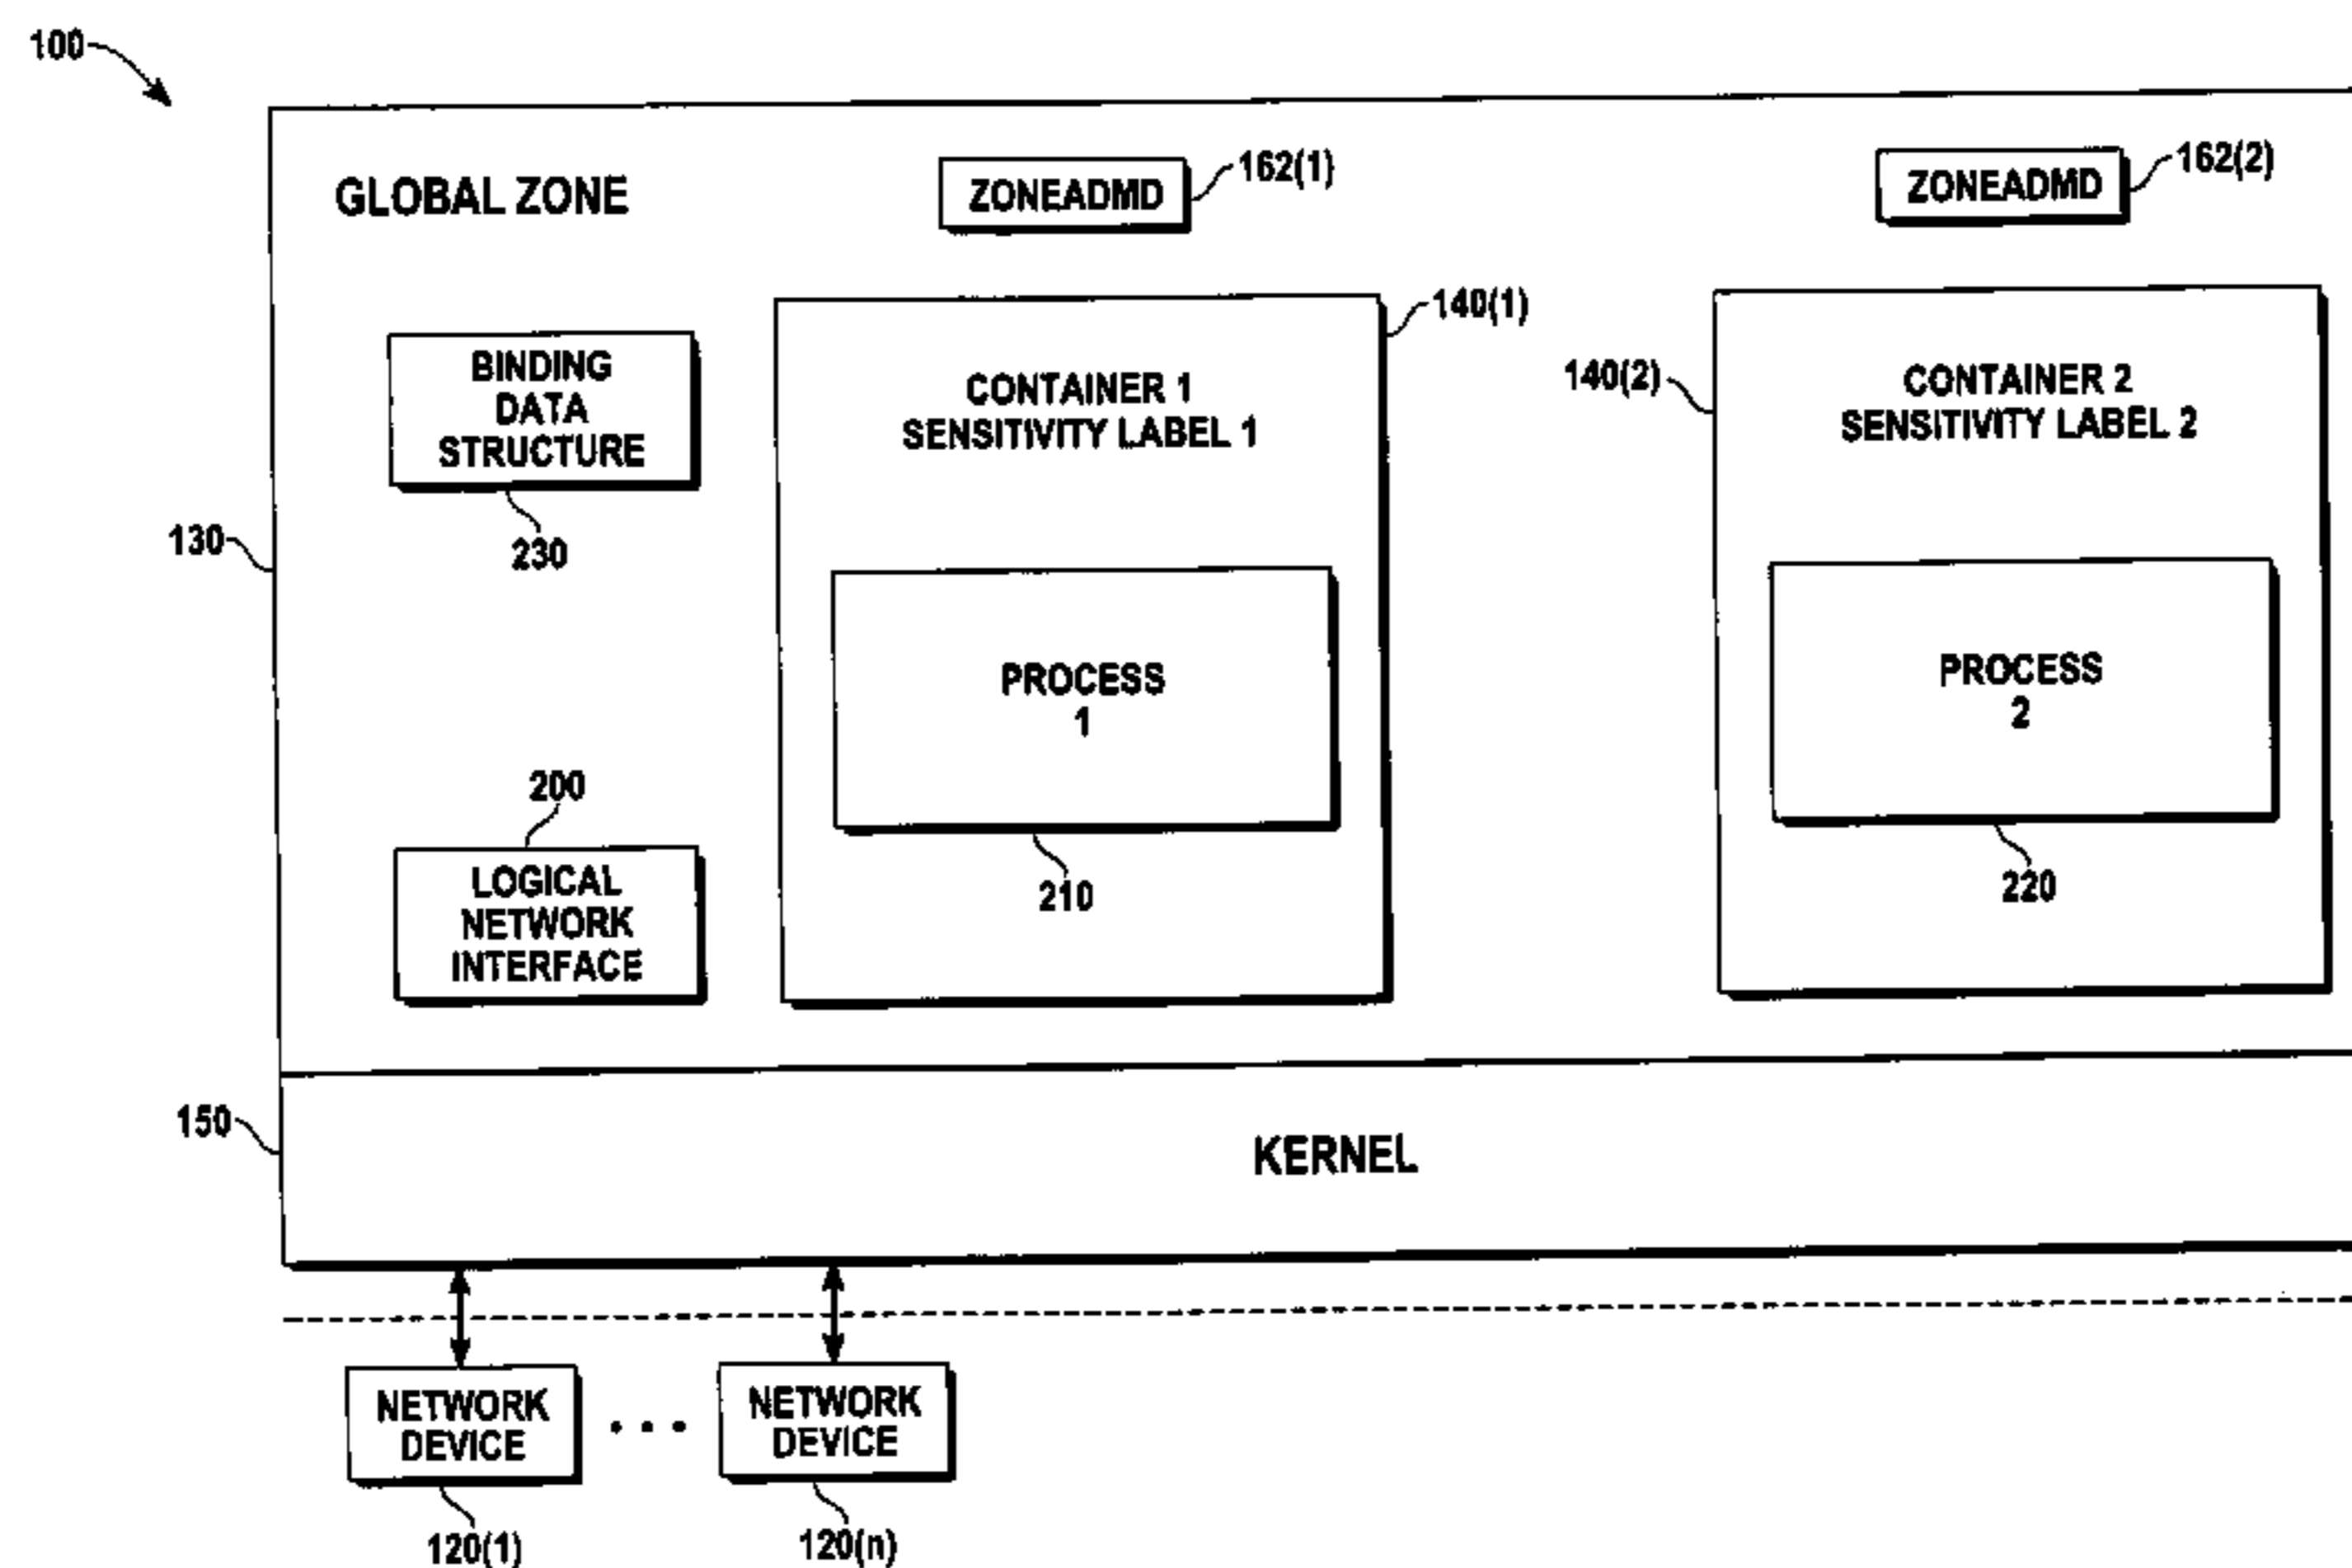 100
GLOBAL ZONE
ZONEADMD
162(1)
ZONEADMD
162(2)
BINDING
DATA
STRUCTURE
230
130
140(1)
CONTAINER 1
SENSITIVITY LABEL 1
PROCESS
1
210
140(2)
CONTAINER 2
SENSITIVITY LABEL 2
PROCESS
2
220
200
LOGICAL
NETWORK
INTERFACE
150
KERNEL
NETWORK
DEVICE
120(1)
• • •
NETWORK
DEVICE
120(n)